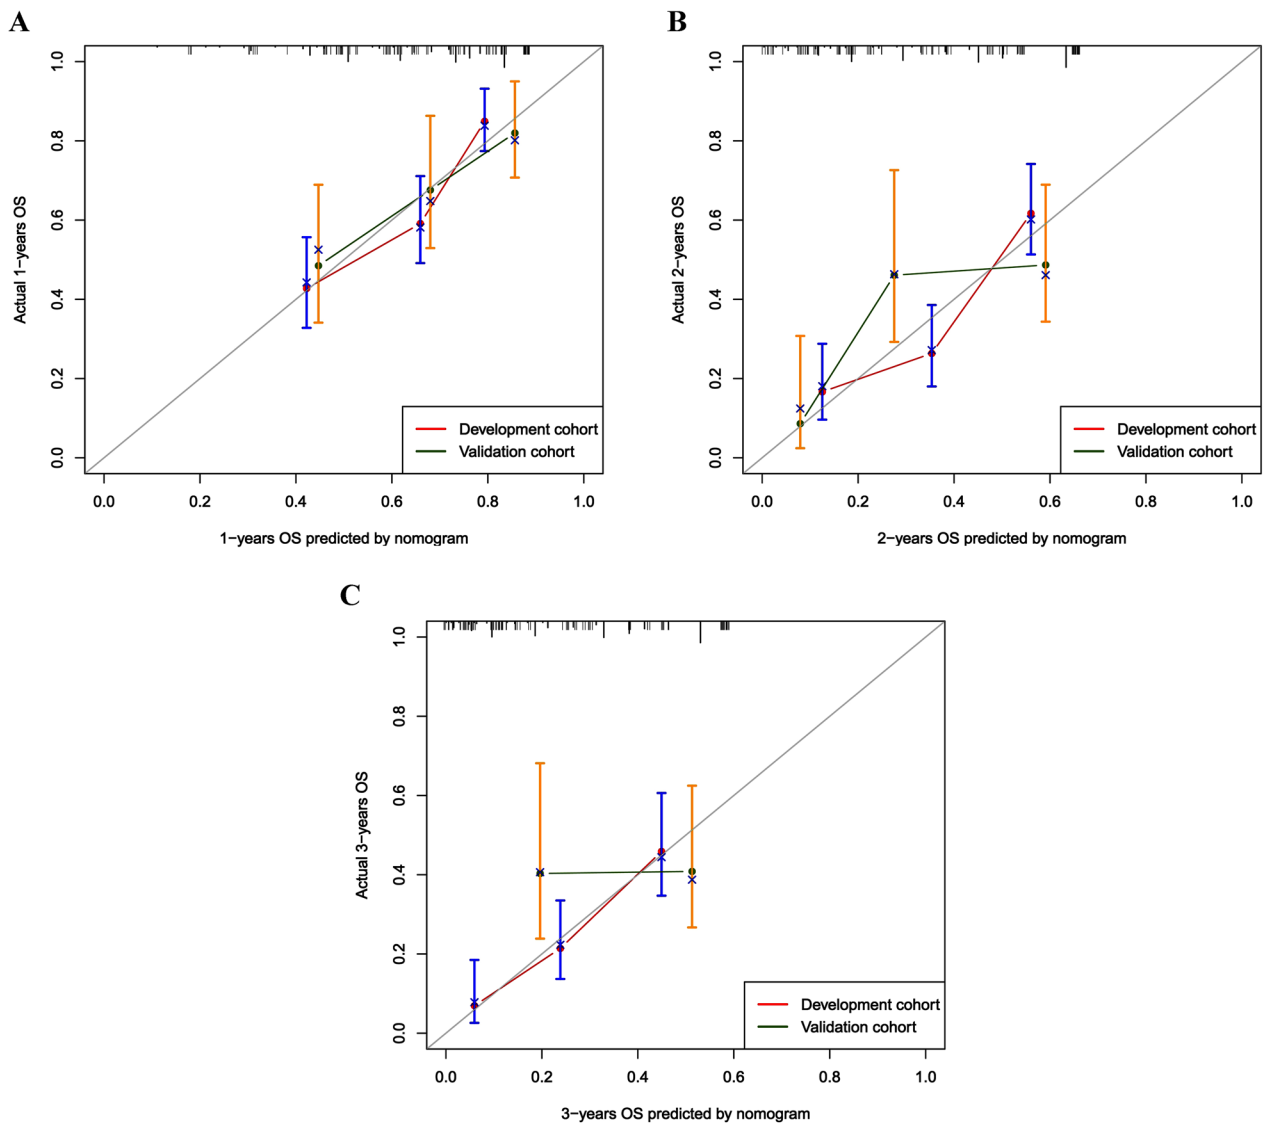 A
1.0
0.8
0.6
0.4
0.2
0.0
Actual 1−years OS
0.0 0.2 0.4 0.6 0.8 1.0
1−years OS predicted by nomogram
Development cohort
Validation cohort
B
1.0
0.8
0.6
0.4
0.2
0.0
Actual 2−years OS
0.0 0.2 0.4 0.6 0.8 1.0
2−years OS predicted by nomogram
Development cohort
Validation cohort
C
1.0
0.8
0.6
0.4
0.2
0.0
Actual 3−years OS
0.0 0.2 0.4 0.6 0.8 1.0
3−years OS predicted by nomogram
Development cohort
Validation cohort